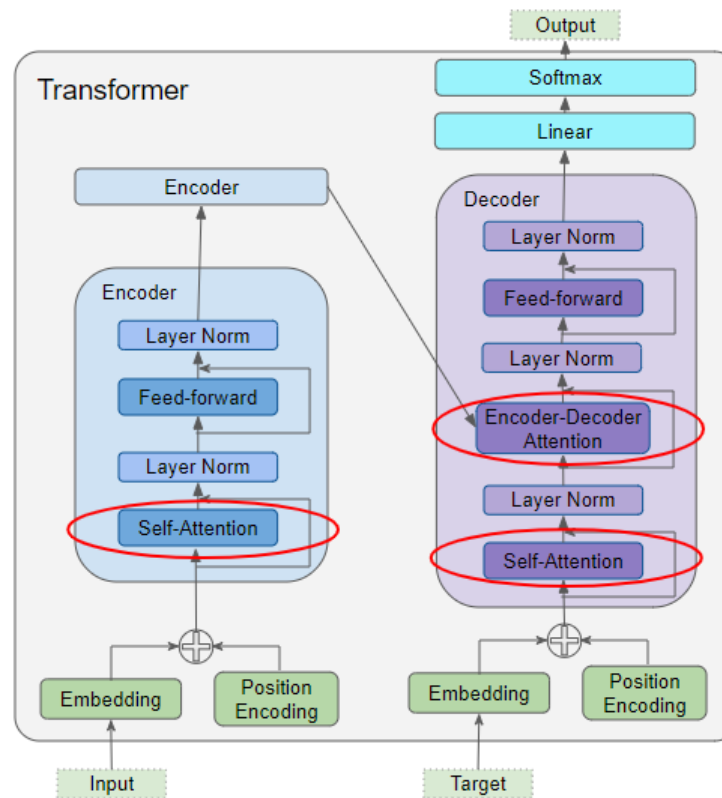 Output
Transformer
Softmax
Linear
Encoder
Encoder
Layer Norm
Feed-forward
Layer Norm
Self-Attention
Decoder
Layer Norm
Feed-forward
Layer Norm
Encoder-Decoder
Attention
Layer Norm
Self-Attention
Embedding
Position
Encoding
Embedding
Position
Encoding
Input
Target